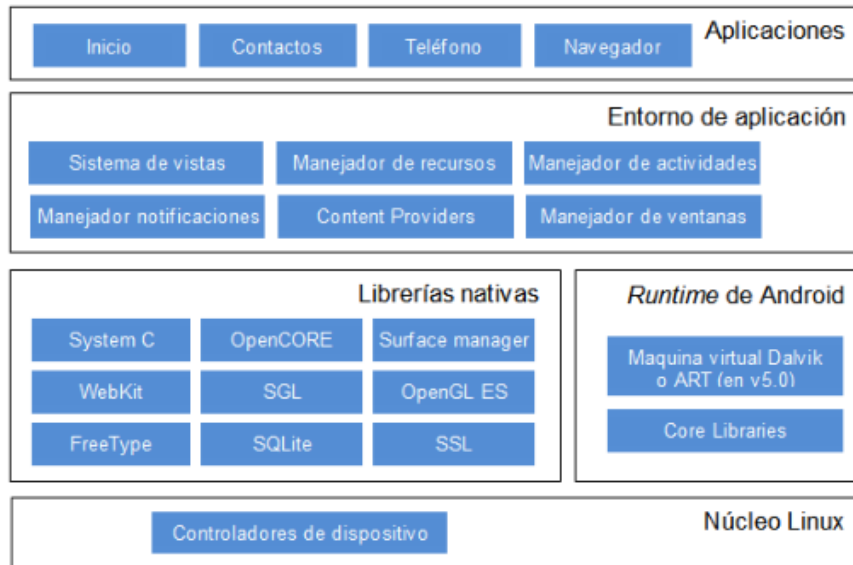 Aplicaciones
Inicio
Contactos
Teléfono
Navegador
Entorno de aplicación
Sistema de vistas
Manejador de recursos
Manejador de actividades
Manejador notificaciones
Content Providers
Manejador de ventanas
Librerías nativas
System C
OpenCORE
Surface manager
WebKit
SGL
OpenGL ES
FreeType
SQLite
SSL
Runtime de Android
Maquina virtual Dalvik
o ART (en v5.0)
Core Libraries
Núcleo Linux
Controladores de dispositivo